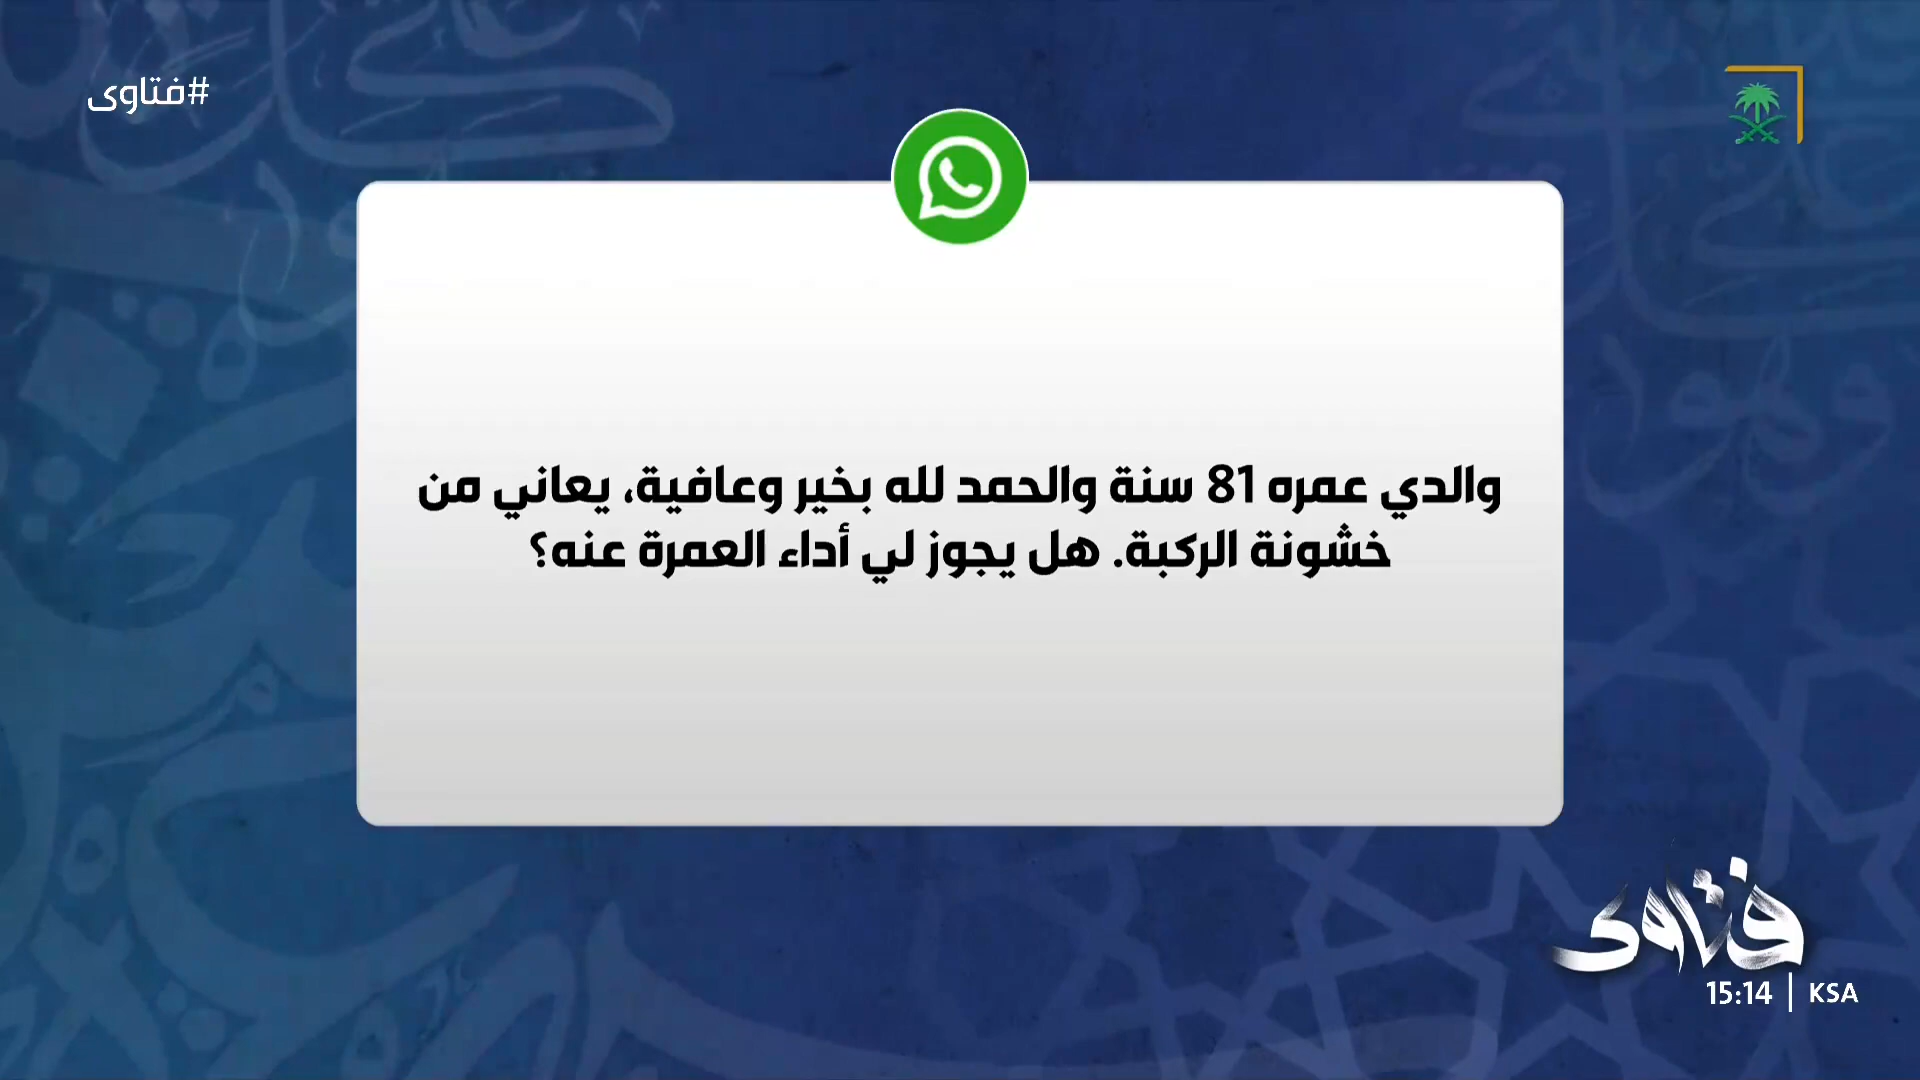 #فتاوى
والدي عمره 81 سنة والحمد لله بخير وعافية، يعاني من
خشونة الركبة. هل يجوز لي أداء العمرة عنه؟
فتاوى
15:14 | KSA